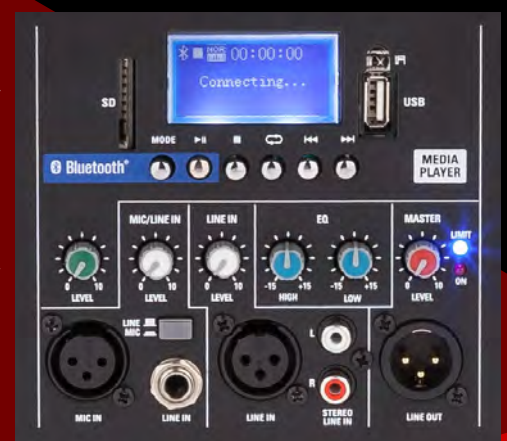 NOR
00:00:00
Connecting...
SD
USB
MODE
Bluetooth®
MEDIA
PLAYER
MIC/LINE IN
LINE IN
EQ
MASTER
LIMIT
ON
0 10
LEVEL
0 10
LEVEL
0 10
LEVEL
-15 +15
HIGH
-15 +15
LOW
0 10
LEVEL
LINE
MIC
L
R
MIC IN
LINE IN
LINE IN
STEREO
LINE IN
LINE OUT